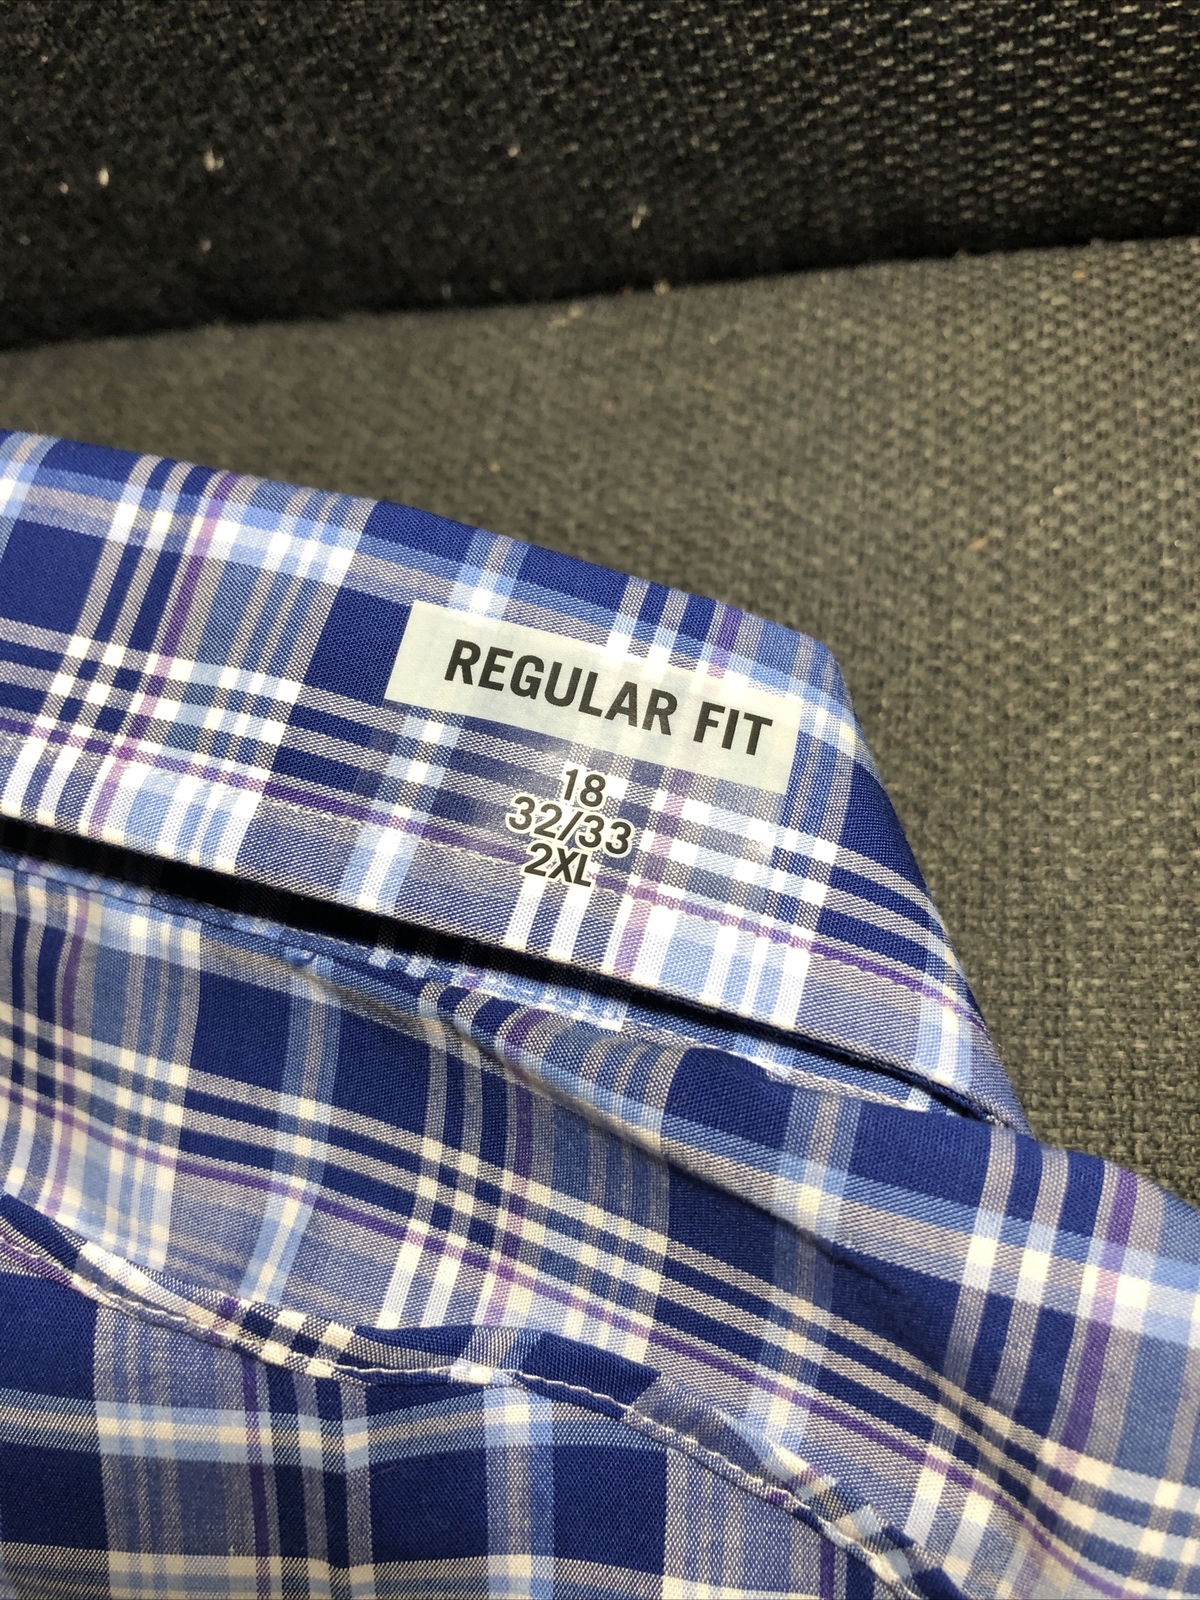 REGULAR FIT
18
32/33
2XL